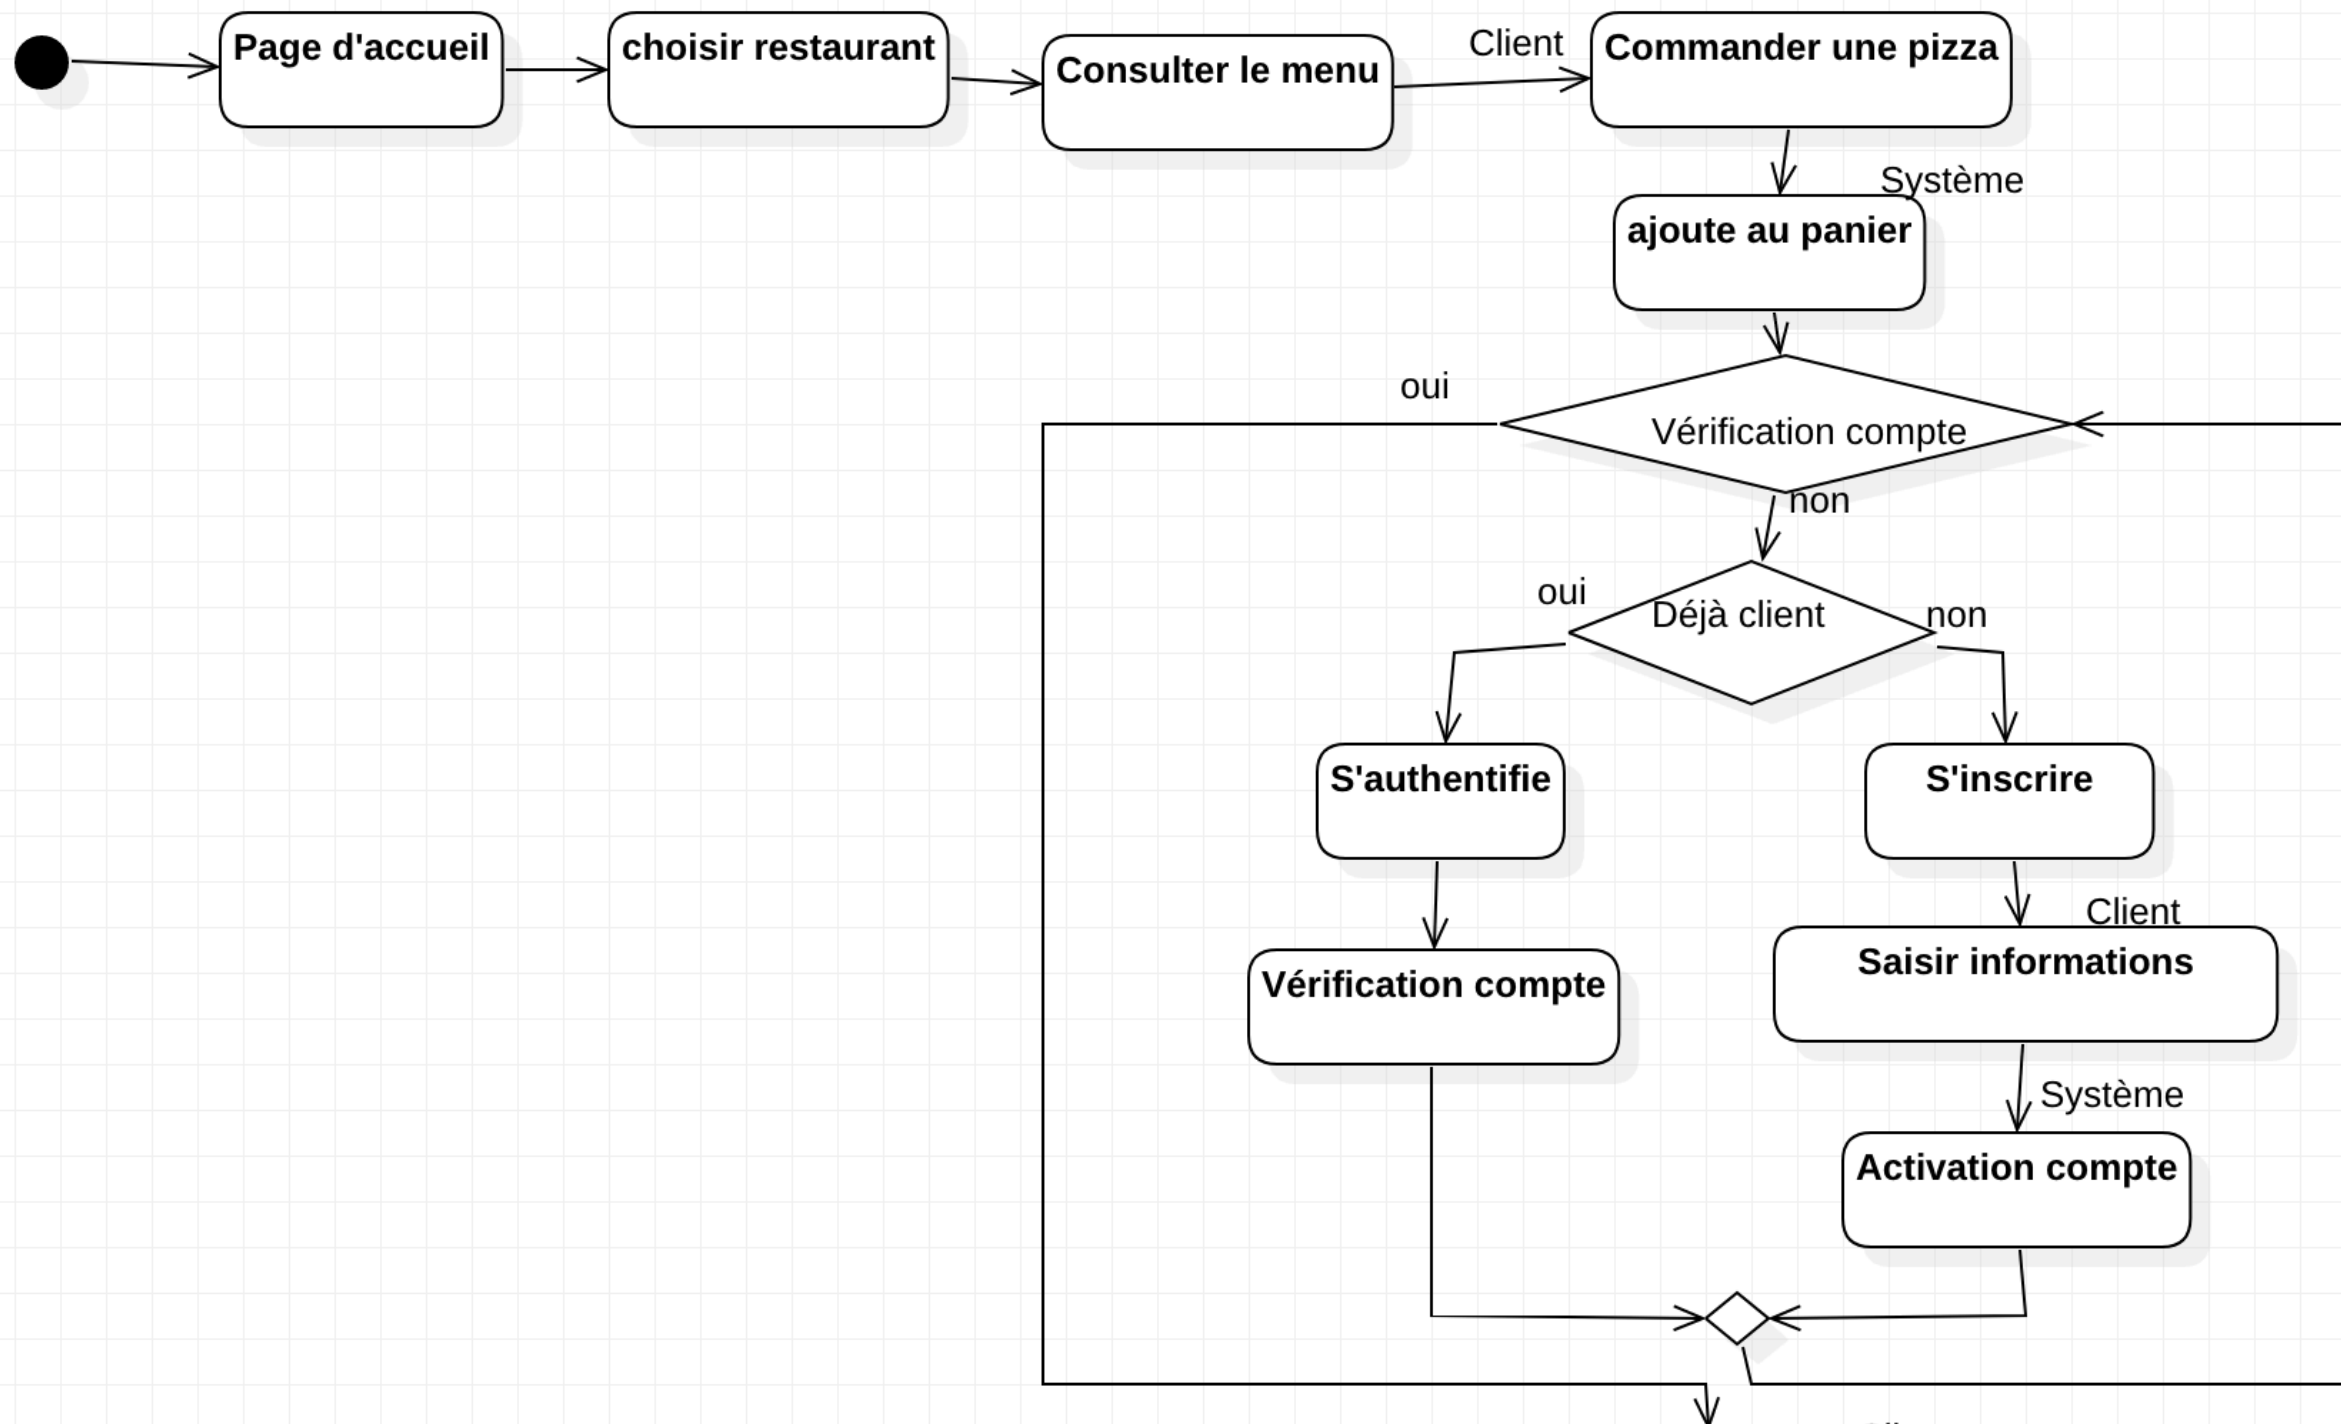 Page d'accueil
choisir restaurant
Consulter le menu
Client
Commander une pizza
Système
ajoute au panier
oui
Vérification compte
non
oui
Déjà client
non
S'authentifie
S'inscrire
Client
Vérification compte
Saisir informations
Système
Activation compte